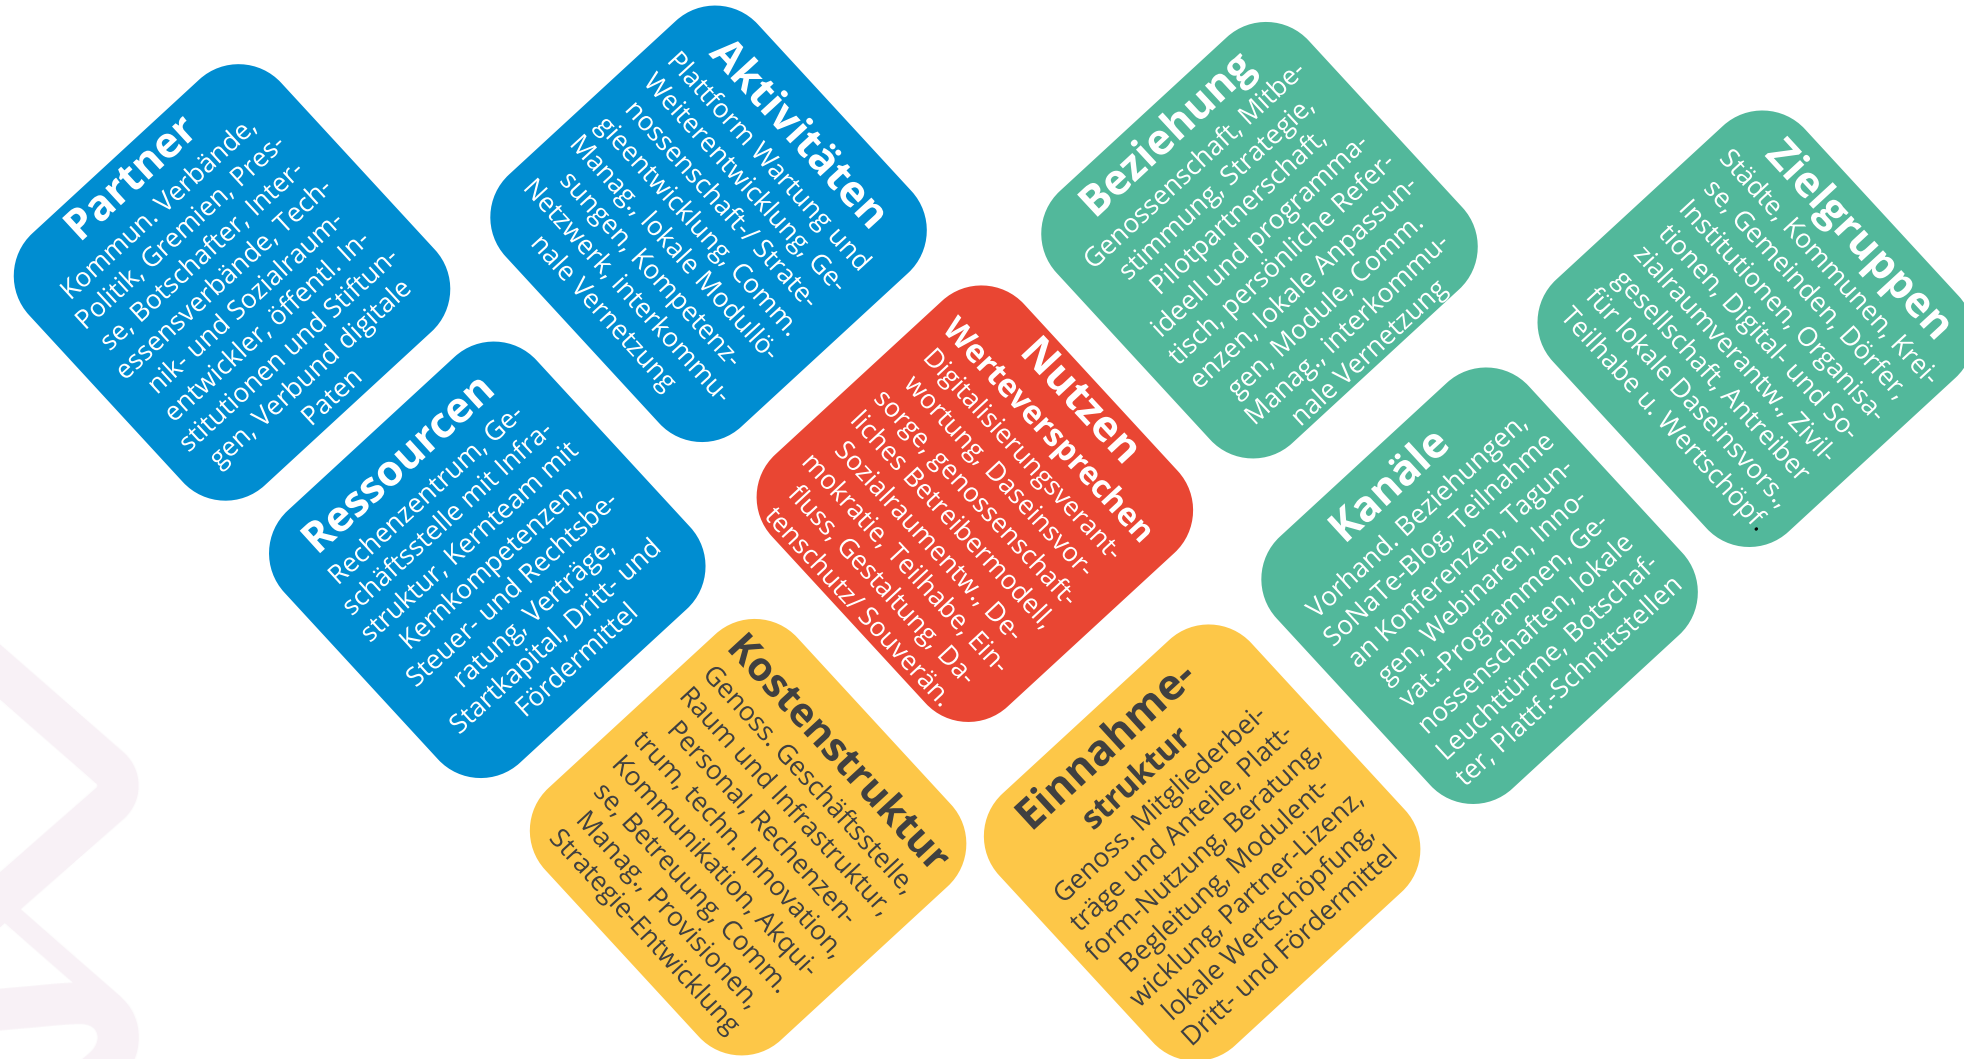 Partner
Kommun. Verbände,
Politik, Gremien, Pres-
se, Botschafter, Inter-
essensverbände, Tech-
nik- und Sozialraum-
entwickler, öffentl. In-
stitutionen und Stiftun-
gen, Verbund digitale
Paten
Aktivitäten
Plattform Wartung und
Weiterentwicklung, Ge-
nossenschaft-/ Strate-
gieentwicklung, Comm.
Manag., lokale Modullö-
sungen, Kompetenz-
Netzwerk, interkommu-
nale Vernetzung
Ressourcen
Rechenzentrum, Ge-
schäftsstelle mit Infra-
struktur, Kernteam mit
Kernkompetenzen,
Steuer- und Rechtsbe-
ratung, Verträge,
Startkapital, Dritt- und
Fördermittel
Nutzen
Werteversprechen
Digitalisierungsverant-
wortung, Daseinsvor-
sorge, genossenschaft-
liches Betreibermodell,
Sozialraumentw., De-
mokratie, Teilhabe, Ein-
fluss, Gestaltung, Da-
tenschutz/ Souverän.
Beziehung
Genossenschaft, Mitbe-
stimmung, Strategie,
Pilotpartnerschaft,
ideell und programma-
tisch, persönliche Refer-
enzen, lokale Anpassun-
gen, Module, Comm.
Manag., interkommu-
nale Vernetzung
Zielgruppen
Städte, Kommunen, Krei-
se, Gemeinden, Dörfer,
Institutionen, Organisa-
tionen, Digital- und So-
zialraumverantw., Zivil-
gesellschaft, Antreiber
für lokale Daseinsvors.,
Teilhabe u. Wertschöpf.
Kanäle
Vorhand. Beziehungen,
SoNaTe-Blog, Teilnahme
an Konferenzen, Tagun-
gen, Webinaren, Inno-
vat.-Programmen, Ge-
nossenschaften, lokale
Leuchttürme, Botschaf-
ter, Plattf.-Schnittstellen
Kostenstruktur
Genoss. Geschäftsstelle,
Raum und Infrastruktur,
Personal, Rechenzen-
trum, techn. Innovation,
Kommunikation, Akqui-
se, Betreuung, Comm.
Manag., Provisionen,
Strategie-Entwicklung
Einnahme-
struktur
Genoss. Mitgliederbei-
träge und Anteile, Platt-
form-Nutzung, Beratung,
Begleitung, Modulent-
wicklung, Partner-Lizenz,
lokale Wertschöpfung,
Dritt- und Fördermittel